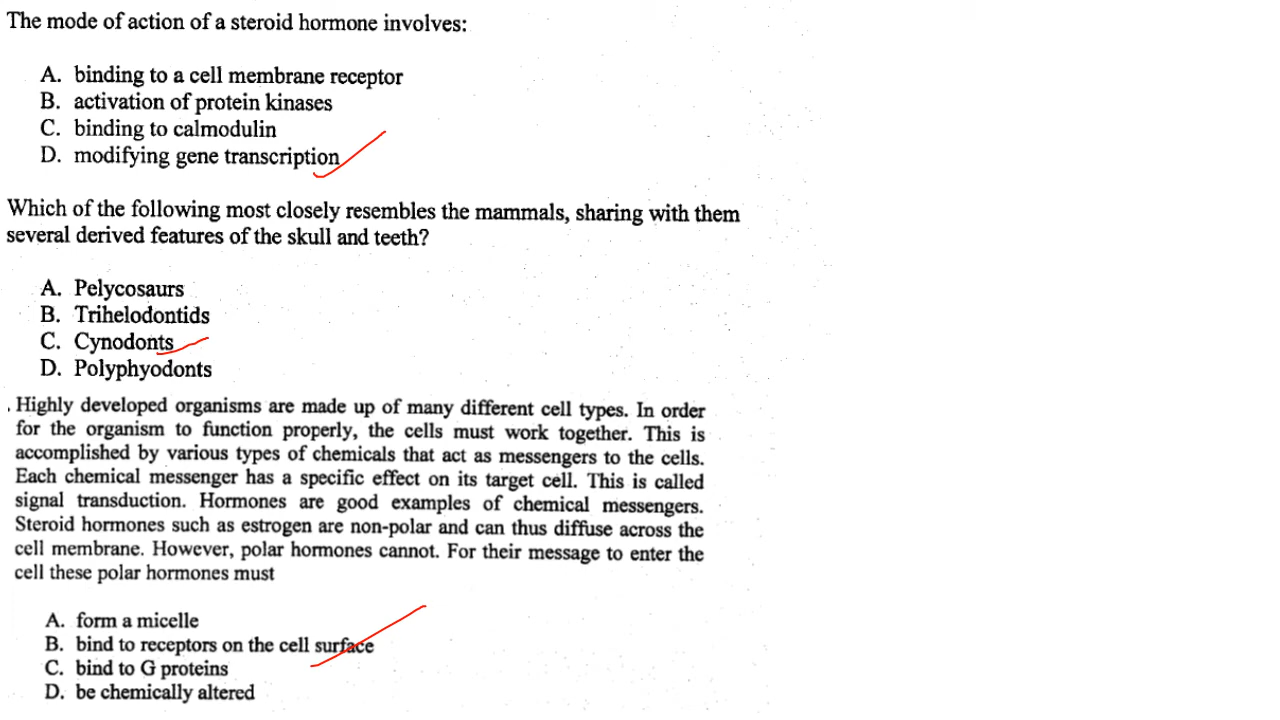 The mode of action of a steroid hormone involves:
A. binding to a cell membrane receptor
B. activation of protein kinases
C. binding to calmodulin
D. modifying gene transcription
Which of the following most closely resembles the mammals, sharing with them
several derived features of the skull and teeth?
A. Pelycosaurs
B. Trihelodontids
C. Cynodonts
D. Polyphyodonts
. Highly developed organisms are made up of many different cell types. In order
for the organism to function properly, the cells must work together. This is
accomplished by various types of chemicals that act as messengers to the cells.
Each chemical messenger has a specific effect on its target cell. This is called
signal transduction. Hormones are good examples of chemical messengers.
Steroid hormones such as estrogen are non-polar and can thus diffuse across the
cell membrane. However, polar hormones cannot. For their message to enter the
cell these polar hormones must
A. form a micelle
B. bind to receptors on the cell surface
C. bind to G proteins
D. be chemically altered